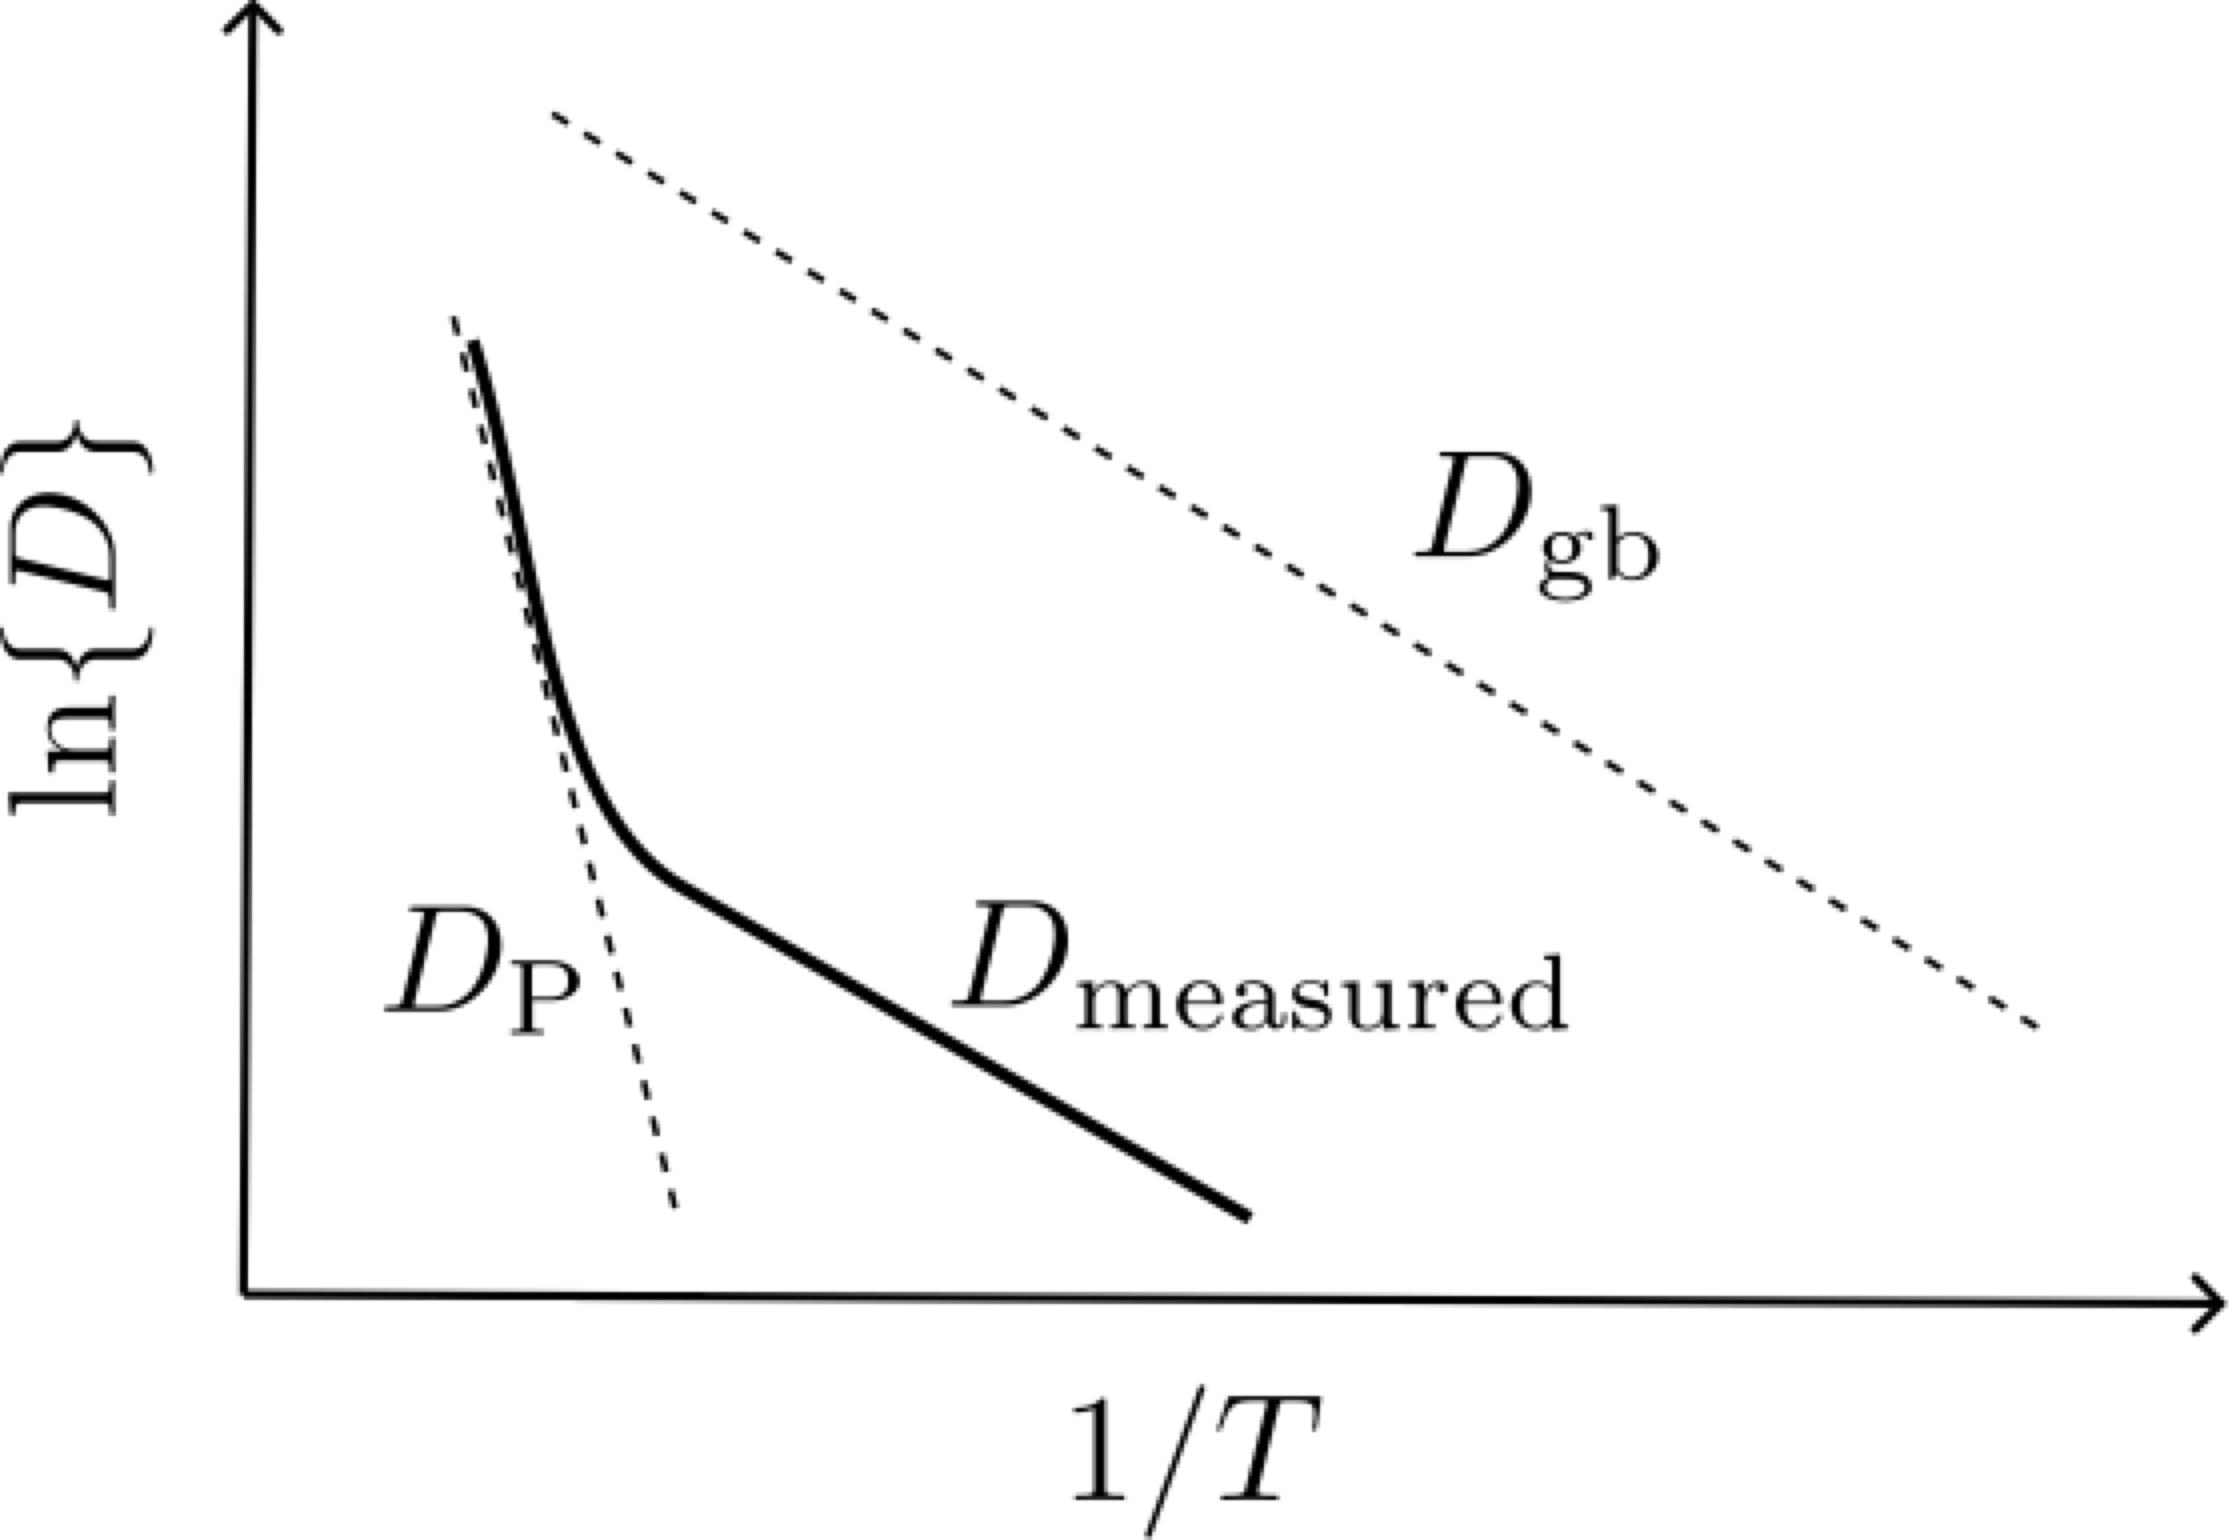 ln{D}
D_gb
D_P
D_measured
1/T